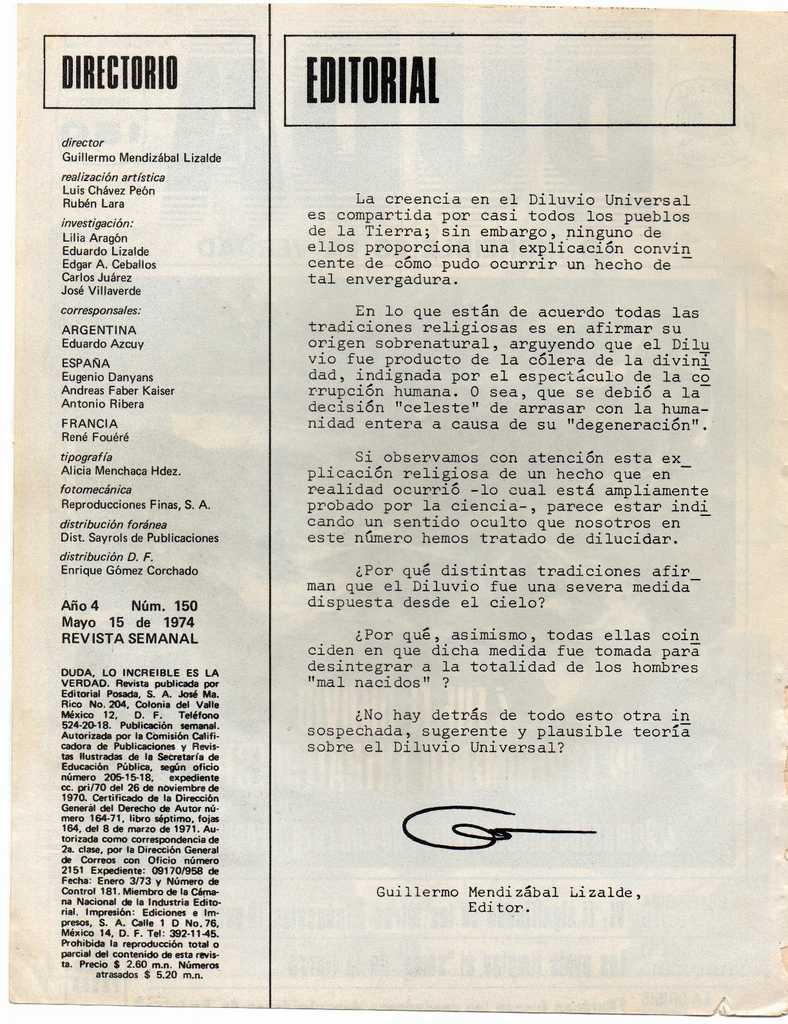 DIRECTORIO
director
Guillermo Mendizábal Lizalde
realización artística
Luis Chávez Peón
Rubén Lara
investigación:
Lilia Aragón
Eduardo Lizalde
Edgar A. Ceballos
Carlos Juárez
José Villaverde
corresponsales:
ARGENTINA
Eduardo Azcuy
ESPAÑA
Eugenio Danyans
Andreas Faber Kaiser
Antonio Ribera
FRANCIA
René Fouéré
tipografía
Alicia Menchaca Hdez.
fotomecánica
Reproducciones Finas, S. A.
distribución foránea
Dist. Sayrols de Publicaciones
distribución D. F.
Enrique Gómez Corchado
Año 4 Núm. 150
Mayo 15 de 1974
REVISTA SEMANAL
DUDA, LO INCREIBLE ES LA
VERDAD. Revista publicada por
Editorial Posada, S. A. José Ma.
Rico No. 204, Colonia del Valle
México 12, D. F. Teléfono
524-20-18. Publicación semanal.
Autorizada por la Comisión Califi-
cadora de Publicaciones y Revis-
tas Ilustradas de la Secretaría de
Educación Pública, según oficio
número 205-15-18, expediente
cc. pri/70 del 26 de noviembre de
1970. Certificado de la Dirección
General del Derecho de Autor nú-
mero 164-71, libro séptimo, fojas
164, del 8 de marzo de 1971. Au-
torizada como correspondencia de
2a. clase, por la Dirección General
de Correos con Oficio número
2151 Expediente: 09170/958 de
Fecha: Enero 3/73 y Número de
Control 181. Miembro de la Cáma-
na Nacional de la Industria Edito-
rial. Impresión: Ediciones e Im-
presos, S. A. Calle 1 D No. 76,
México 14, D. F. Tel: 392-11-45.
Prohibida la reproducción total o
parcial del contenido de esta revis-
ta. Precio $ 2.60 m.n. Números
atrasados $ 5.20 m.n.
EDITORIAL
La creencia en el Diluvio Universal
es compartida por casi todos los pueblos
de la Tierra; sin embargo, ninguno de
ellos proporciona una explicación convin_
cente de cómo pudo ocurrir un hecho de
tal envergadura.
En lo que están de acuerdo todas las
tradiciones religiosas es en afirmar su
origen sobrenatural, arguyendo que el Dilu_
vio fue producto de la cólera de la divini_
dad, indignada por el espectáculo de la co_
rrupción humana. O sea, que se debió a la
decisión "celeste" de arrasar con la huma-
nidad entera a causa de su "degeneración".
Si observamos con atención esta ex_
plicación religiosa de un hecho que en
realidad ocurrió -lo cual está ampliamente
probado por la ciencia-, parece estar indi_
cando un sentido oculto que nosotros en
este número hemos tratado de dilucidar.
¿Por qué distintas tradiciones afir_
man que el Diluvio fue una severa medida
dispuesta desde el cielo?
¿Por qué, asimismo, todas ellas coin_
ciden en que dicha medida fue tomada para
desintegrar a la totalidad de los hombres
"mal nacidos" ?
¿No hay detrás de todo esto otra in_
sospechada, sugerente y plausible teoría
sobre el Diluvio Universal?
Guillermo Mendizábal Lizalde,
Editor.